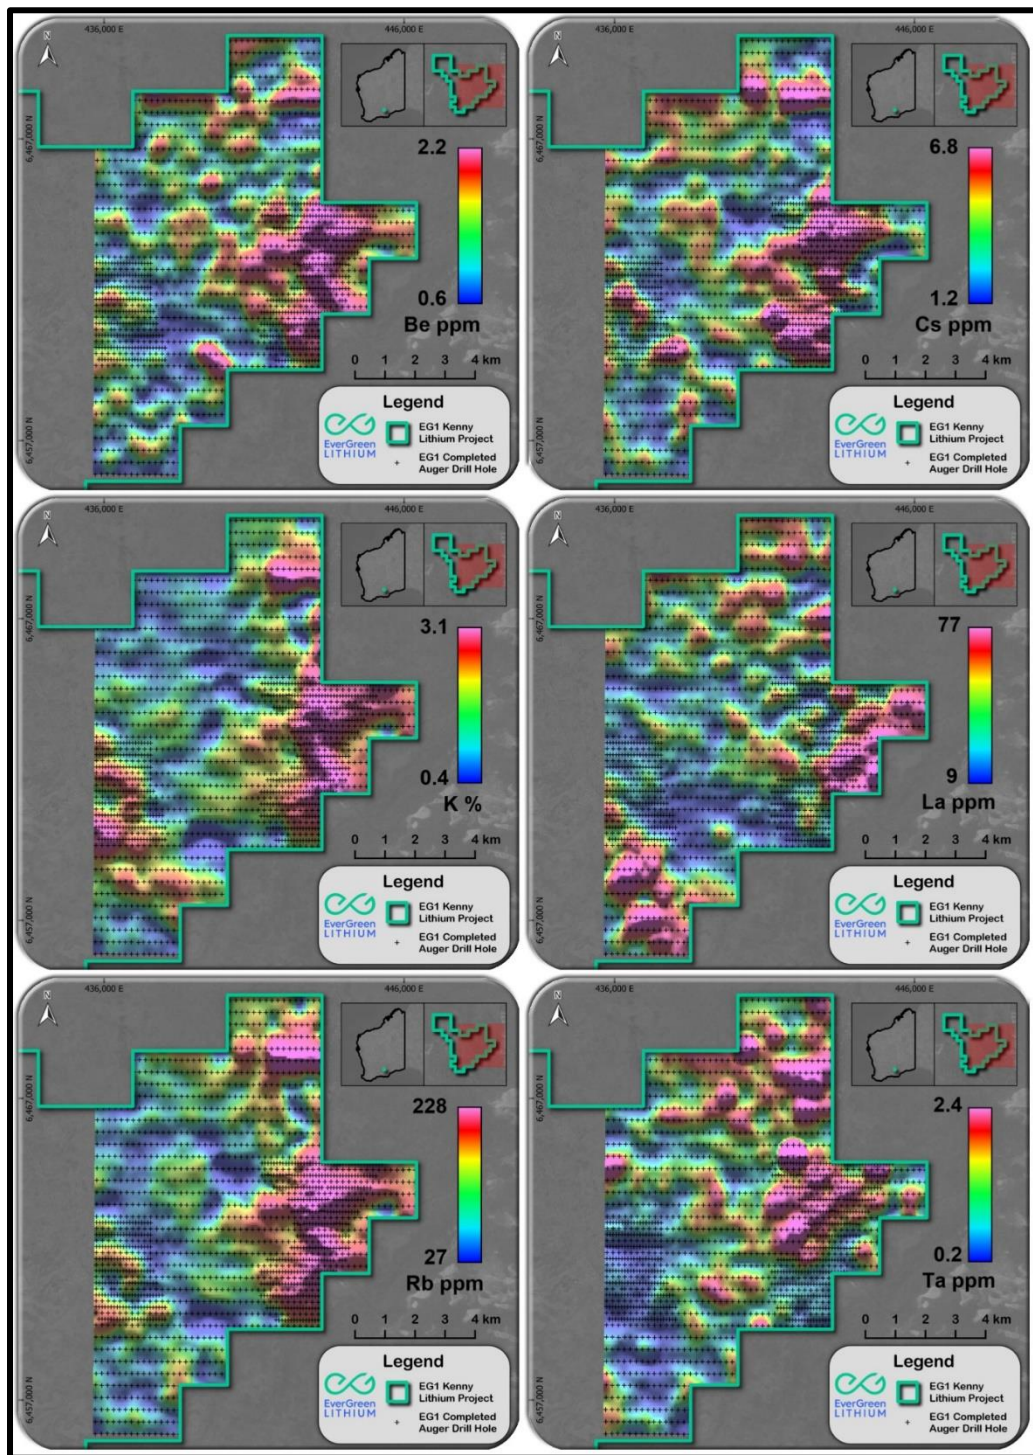 436,000 E
446,000 E
N
6,467,000 N
2.2
0.6
Be ppm
0 1 2 3 4 km
6,457,000 N
Legend
EverGreen
LITHIUM
EG1 Kenny
Lithium Project
EG1 Completed
Auger Drill Hole
436,000 E
446,000 E
N
6,467,000 N
6.8
1.2
Cs ppm
0 1 2 3 4 km
6,457,000 N
Legend
EverGreen
LITHIUM
EG1 Kenny
Lithium Project
EG1 Completed
Auger Drill Hole
436,000 E
446,000 E
N
6,467,000 N
3.1
0.4
K %
0 1 2 3 4 km
6,457,000 N
Legend
EverGreen
LITHIUM
EG1 Kenny
Lithium Project
EG1 Completed
Auger Drill Hole
436,000 E
446,000 E
N
6,467,000 N
77
9
La ppm
0 1 2 3 4 km
6,457,000 N
Legend
EverGreen
LITHIUM
EG1 Kenny
Lithium Project
EG1 Completed
Auger Drill Hole
436,000 E
446,000 E
N
6,467,000 N
228
27
Rb ppm
0 1 2 3 4 km
6,457,000 N
Legend
EverGreen
LITHIUM
EG1 Kenny
Lithium Project
EG1 Completed
Auger Drill Hole
436,000 E
446,000 E
N
6,467,000 N
2.4
0.2
Ta ppm
0 1 2 3 4 km
6,457,000 N
Legend
EverGreen
LITHIUM
EG1 Kenny
Lithium Project
EG1 Completed
Auger Drill Hole